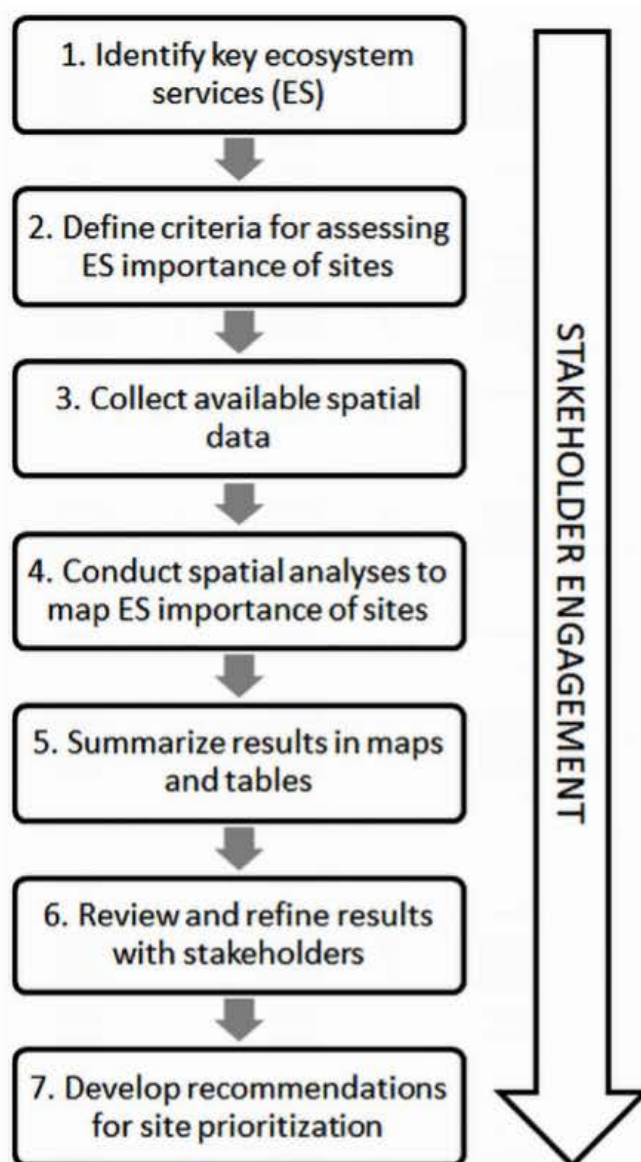 1. Identify key ecosystem
services (ES)
2. Define criteria for assessing
ES importance of sites
3. Collect available spatial
data
4. Conduct spatial analyses to
map ES importance of sites
5. Summarize results in maps
and tables
6. Review and refine results
with stakeholders
7. Develop recommendations
for site prioritization
STAKEHOLDER ENGAGEMENT